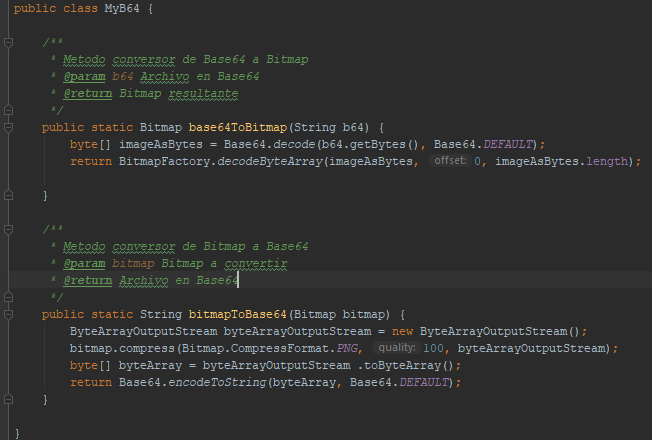 public class MyB64 {
/**
* Metodo conversor de Base64 a Bitmap
* @param b64 Archivo en Base64
* @return Bitmap resultante
*/
public static Bitmap base64ToBitmap(String b64) {
byte[] imageAsBytes = Base64.decode(b64.getBytes(), Base64.DEFAULT);
return BitmapFactory.decodeByteArray(imageAsBytes, offset: 0, imageAsBytes.length);
}
/**
* Metodo conversor de Bitmap a Base64
* @param bitmap Bitmap a convertir
* @return Archivo en Base64
*/
public static String bitmapToBase64(Bitmap bitmap) {
ByteArrayOutputStream byteArrayOutputStream = new ByteArrayOutputStream();
bitmap.compress(Bitmap.CompressFormat.PNG, quality: 100, byteArrayOutputStream);
byte[] byteArray = byteArrayOutputStream .toByteArray();
return Base64.encodeToString(byteArray, Base64.DEFAULT);
}
}